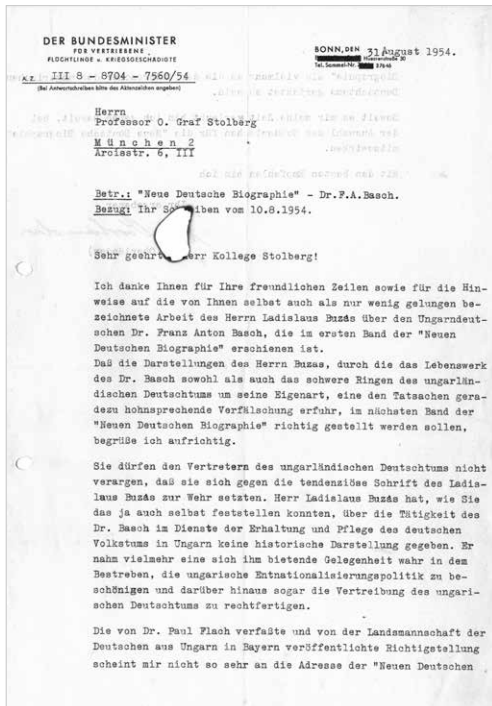 DER BUNDESMINISTER
FÜR VERTRIEBENE
FLÜCHTLINGE u. KRIEGSGESCHÄDIGTE
A.Z. III 8 - 8704 - 7560/54
(Bei Antwortschreiben bitte das Aktenzeichen angeben)
BONN, DEN 31. August 1954.
Husarenstraße 30
Tel. Sammel-Nr.
Herrn
Professor O. Graf Stolberg
München 2
Arcisstr. 6, III
Betr.: "Neue Deutsche Biographie" - Dr.F.A.Basch.
Bezug: Ihr Schreiben vom 10.8.1954.
Sehr geehrt Herr Kollege Stolberg!
Ich danke Ihnen für Ihre freundlichen Zeilen sowie für die Hin-
weise auf die von Ihnen selbst auch als nur wenig gelungen be-
zeichnete Arbeit des Herrn Ladislaus Buzás über den Ungarndeut-
schen Dr. Franz Anton Basch, die im ersten Band der "Neuen
Deutschen Biographie" erschienen ist.
Daß die Darstellungen des Herrn Buzas, durch die das Lebenswerk
des Dr. Basch sowohl als auch das schwere Ringen des ungarlän-
dischen Deutschtums um seine Eigenart, eine den Tatsachen gera-
dezu hohnsprechende Verfälschung erfuhr, im nächsten Band der
"Neuen Deutschen Biographie" richtig gestellt werden sollen,
begrüße ich aufrichtig.
Sie dürfen den Vertretern des ungarländischen Deutschtums nicht
verargen, daß sie sich gegen die tendenziöse Schrift des Ladis-
laus Buzás zur Wehr setzten. Herr Ladislaus Buzás hat, wie Sie
das ja auch selbst feststellen konnten, über die Tätigkeit des
Dr. Basch im Dienste der Erhaltung und Pflege des deutschen
Volkstums in Ungarn keine historische Darstellung gegeben. Er
nahm vielmehr eine sich ihm bietende Gelegenheit wahr in dem
Bestreben, die ungarische Entnationalisierungspolitik zu be-
schönigen und darüber hinaus sogar die Vertreibung des ungari-
schen Deutschtums zu rechtfertigen.
Die von Dr. Paul Flach verfaßte und von der Landsmannschaft der
Deutschen aus Ungarn in Bayern veröffentlichte Richtigstellung
scheint mir nicht so sehr an die Adresse der "Neuen Deutschen